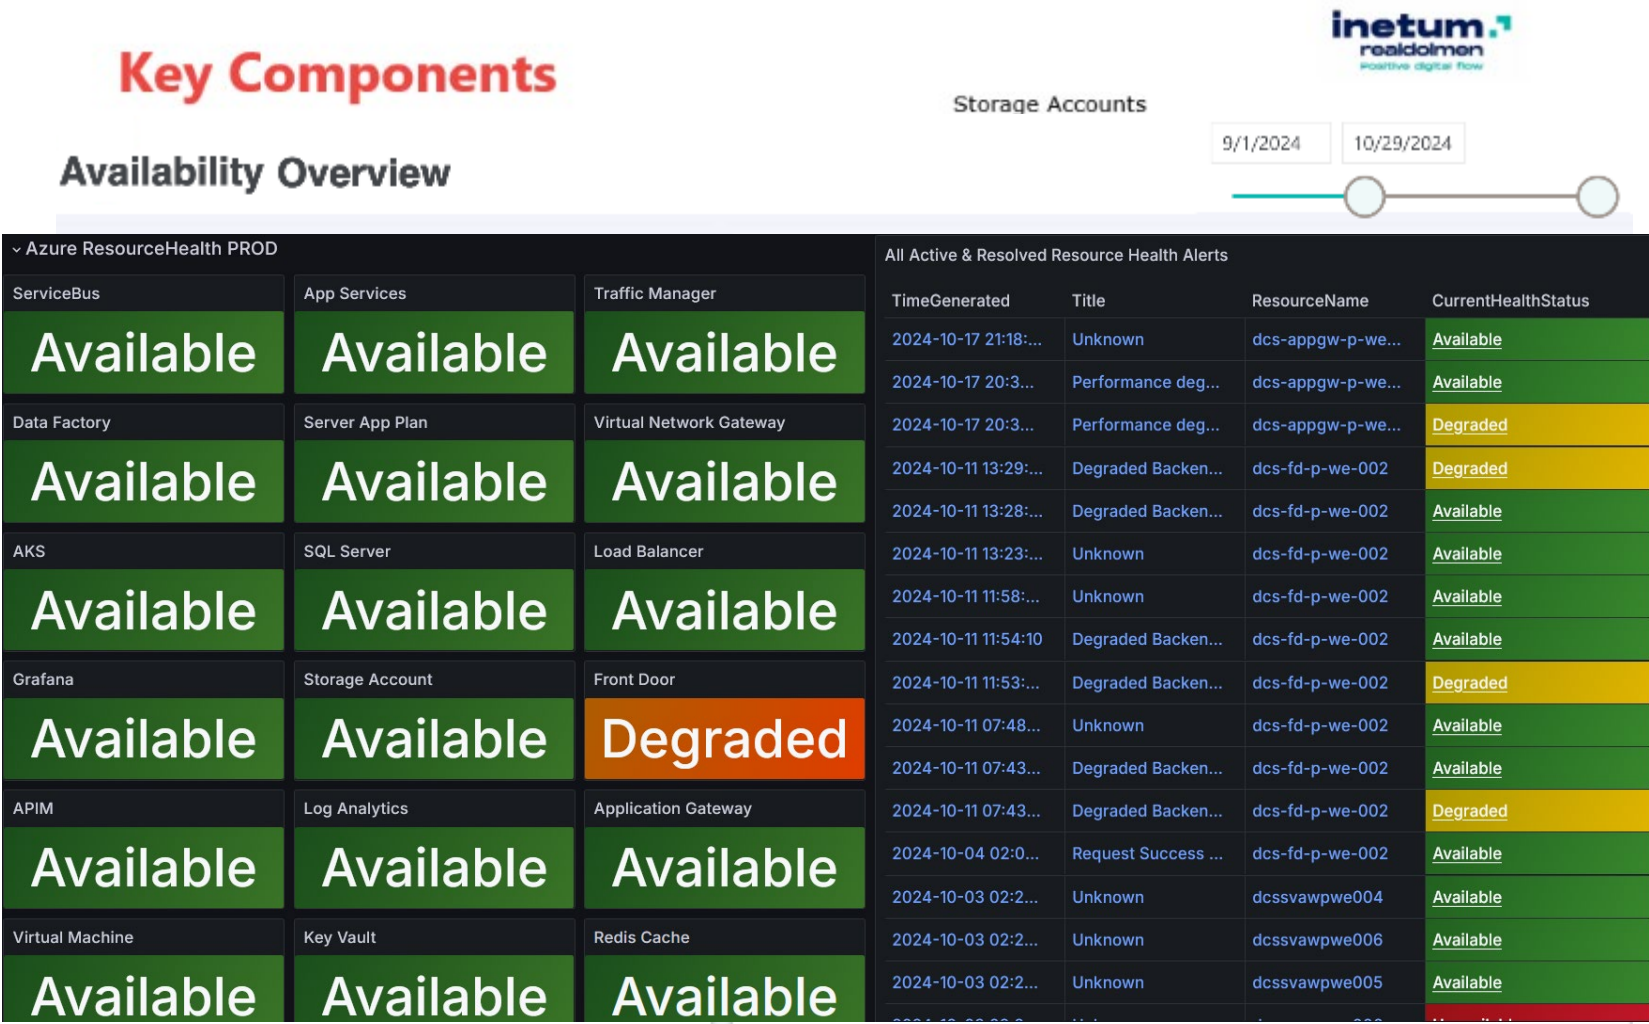 inetum.
realdolmen
Positive digital flow
Key Components
Storage Accounts
9/1/2024 10/29/2024
Availability Overview
Azure ResourceHealth PROD
ServiceBus App Services Traffic Manager
Available Available Available
Data Factory Server App Plan Virtual Network Gateway
Available Available Available
AKS SQL Server Load Balancer
Available Available Available
Grafana Storage Account Front Door
Available Available Degraded
APIM Log Analytics Application Gateway
Available Available Available
Virtual Machine Key Vault Redis Cache
Available Available Available
All Active & Resolved Resource Health Alerts
TimeGenerated Title ResourceName CurrentHealthStatus
2024-10-17 21:18:... Unknown dcs-appgw-p-we... Available
2024-10-17 20:3... Performance deg... dcs-appgw-p-we... Available
2024-10-17 20:3... Performance deg... dcs-appgw-p-we... Degraded
2024-10-11 13:29:... Degraded Backen... dcs-fd-p-we-002 Degraded
2024-10-11 13:28:... Degraded Backen... dcs-fd-p-we-002 Available
2024-10-11 13:23:... Unknown dcs-fd-p-we-002 Available
2024-10-11 11:58:... Unknown dcs-fd-p-we-002 Available
2024-10-11 11:54:10 Degraded Backen... dcs-fd-p-we-002 Available
2024-10-11 11:53:... Degraded Backen... dcs-fd-p-we-002 Degraded
2024-10-11 07:48... Unknown dcs-fd-p-we-002 Available
2024-10-11 07:43... Degraded Backen... dcs-fd-p-we-002 Available
2024-10-11 07:43... Degraded Backen... dcs-fd-p-we-002 Degraded
2024-10-04 02:0... Request Success ... dcs-fd-p-we-002 Available
2024-10-03 02:2... Unknown dcssvawpwe004 Available
2024-10-03 02:2... Unknown dcssvawpwe006 Available
2024-10-03 02:2... Unknown dcssvawpwe005 Available